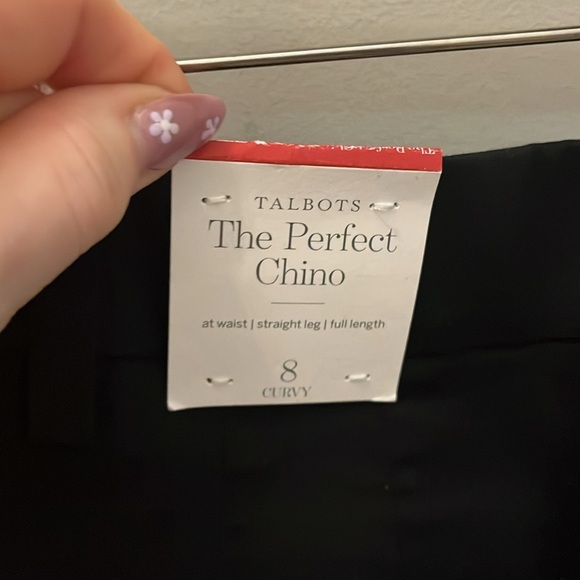 TALBOTS
The Perfect
Chino
at waist | straight leg | full length
8
CURVY